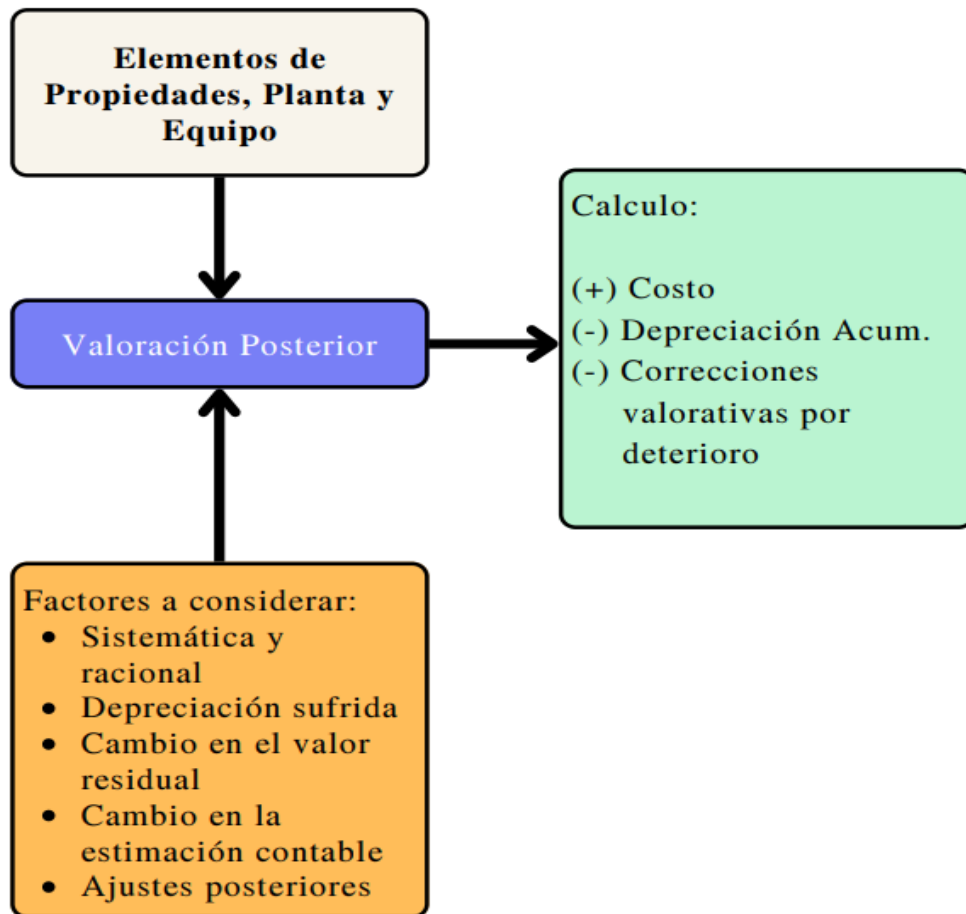 Elementos de
Propiedades, Planta y
Equipo
Valoración Posterior
Calculo:
(+) Costo
(-) Depreciación Acum.
(-) Correcciones
valorativas por
deterioro
Factores a considerar:
• Sistemática y
racional
• Depreciación sufrida
• Cambio en el valor
residual
• Cambio en la
estimación contable
• Ajustes posteriores